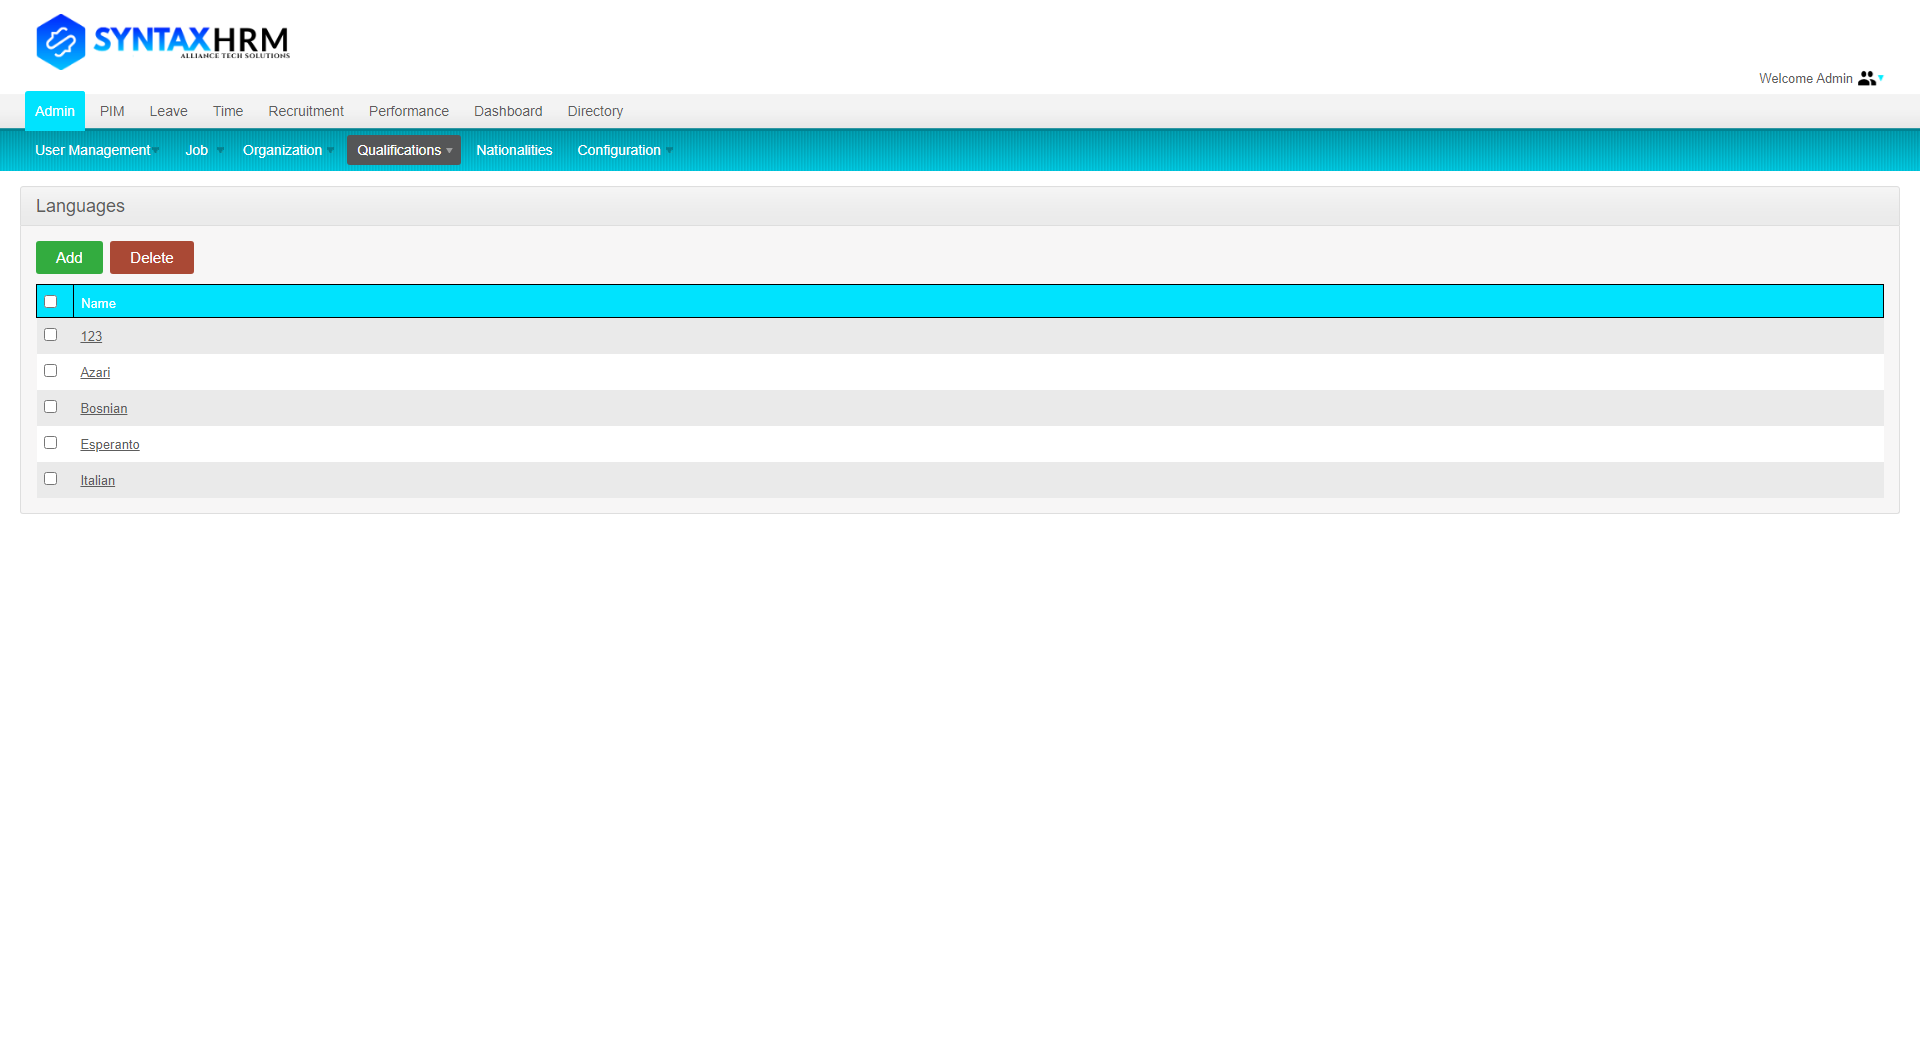 SYNTAXHRM
ALLIANCE TECH SOLUTIONS
Welcome Admin
Admin PIM Leave Time Recruitment Performance Dashboard Directory
User Management Job Organization Qualifications Nationalities Configuration
Languages
Add Delete
Name
123
Azari
Bosnian
Esperanto
Italian